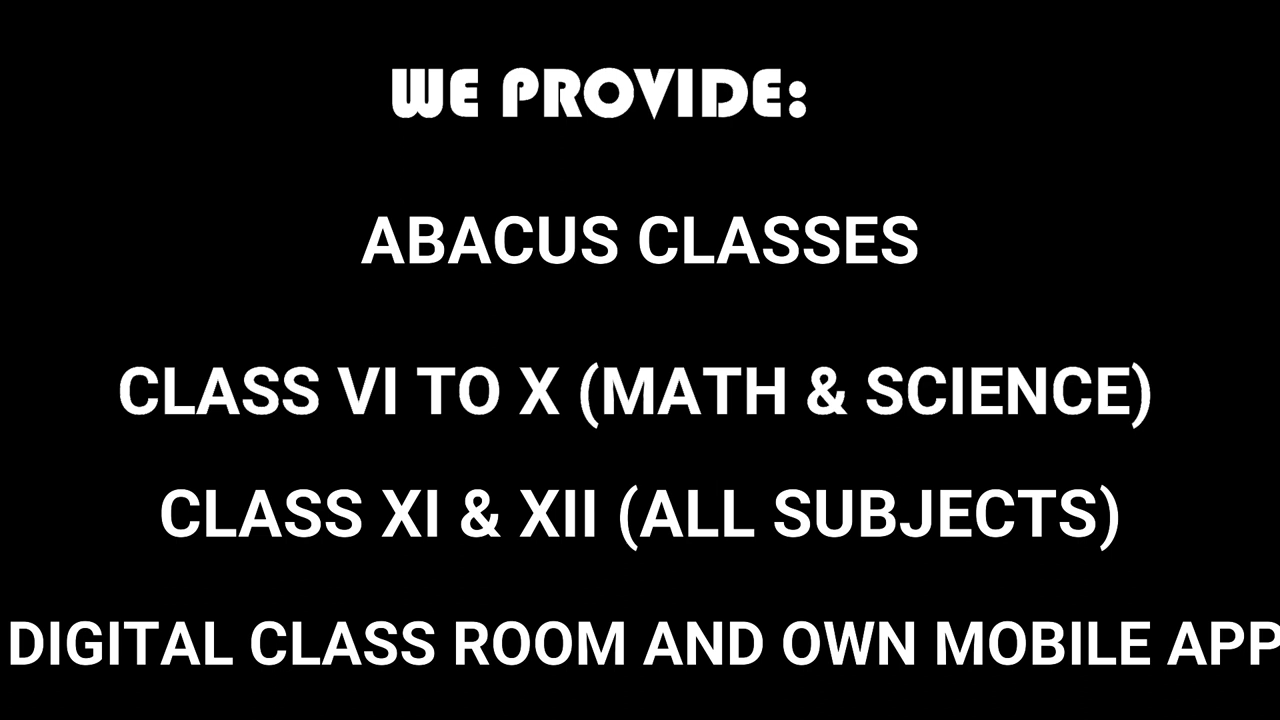 WE PROVIDE:
ABACUS CLASSES
CLASS VI TO X (MATH & SCIENCE)
CLASS XI & XII (ALL SUBJECTS)
DIGITAL CLASS ROOM AND OWN MOBILE APP